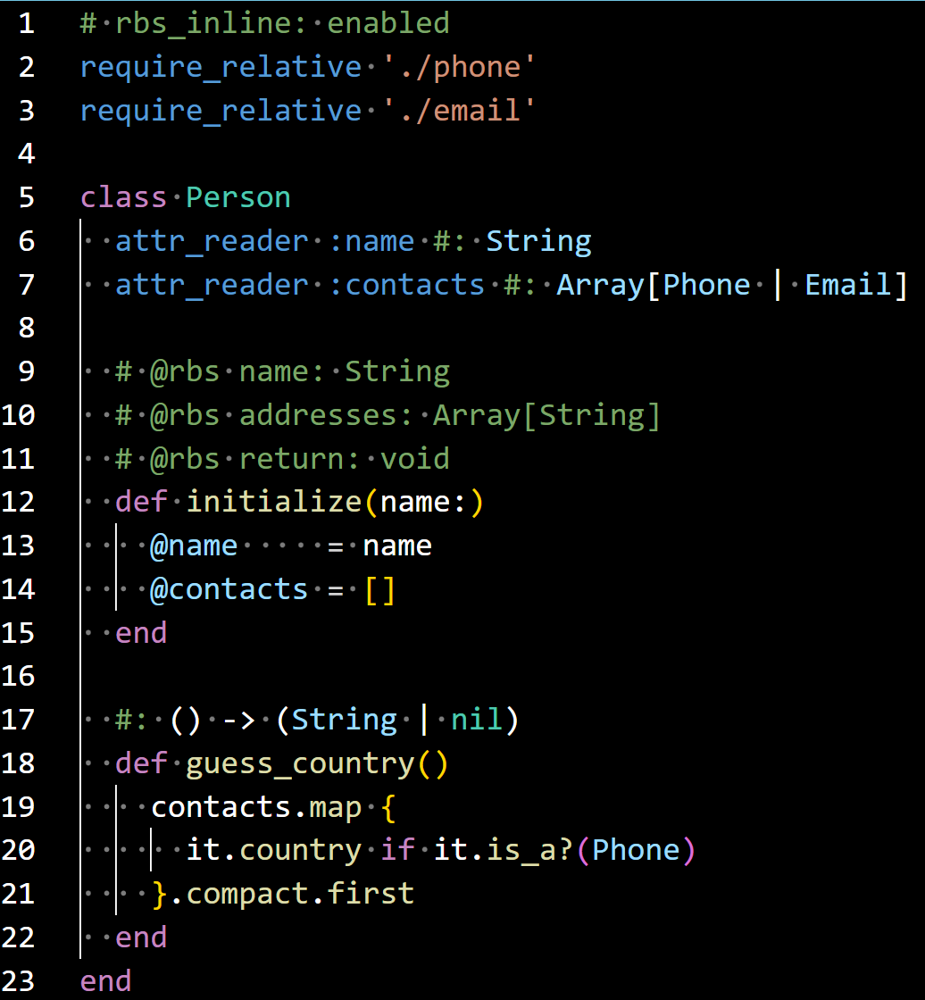 1 # rbs_inline: enabled
2 require_relative './phone'
3 require_relative './email'
4
5 class Person
6   attr_reader :name #: String
7   attr_reader :contacts #: Array[Phone | Email]
8
9   # @rbs name: String
10   # @rbs addresses: Array[String]
11   # @rbs return: void
12   def initialize(name:)
13     @name     = name
14     @contacts = []
15   end
16
17   #: () -> (String | nil)
18   def guess_country()
19     contacts.map {
20       it.country if it.is_a?(Phone)
21     }.compact.first
22   end
23 end